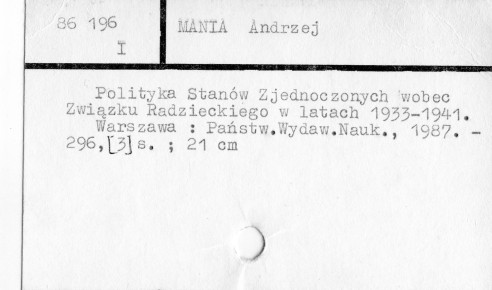 86 196
I
MANIA Andrzej
Polityka Stanów Zjednoczonych wobec
Związku Radzieckiego w latach 1933-1941.
Warszawa : Państw.Wydaw.Nauk., 1987. -
296,[3]s. ; 21 cm